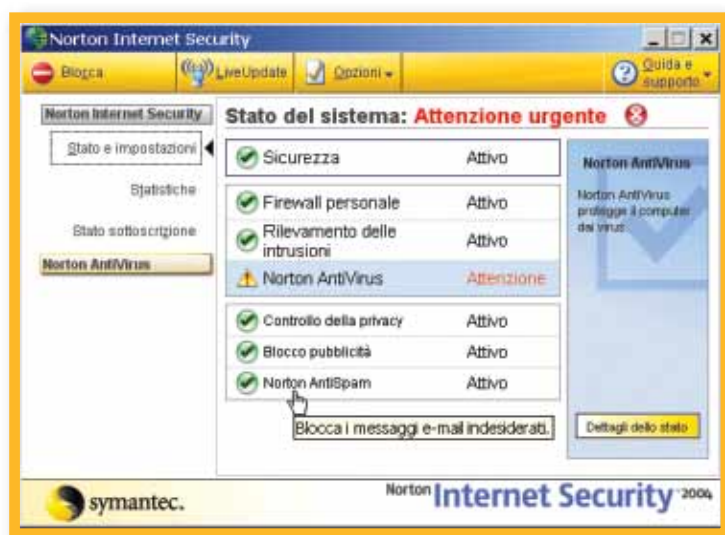 Norton Internet Security
Blocca LiveUpdate Opzioni Guida e supporto
Norton Internet Security
Stato e impostazioni
Statistiche
Stato sottoscrizione
Norton AntiVirus
Stato del sistema: Attenzione urgente
Sicurezza Attivo
Firewall personale Attivo
Rilevamento delle
intrusioni Attivo
Norton AntiVirus Attenzione
Controllo della privacy Attivo
Blocco pubblicità Attivo
Norton AntiSpam Attivo
Blocca i messaggi e-mail indesiderati.
Norton AntiVirus
Norton AntiVirus
protegge il computer
dai virus
Dettagli dello stato
symantec.
Norton Internet Security 2004